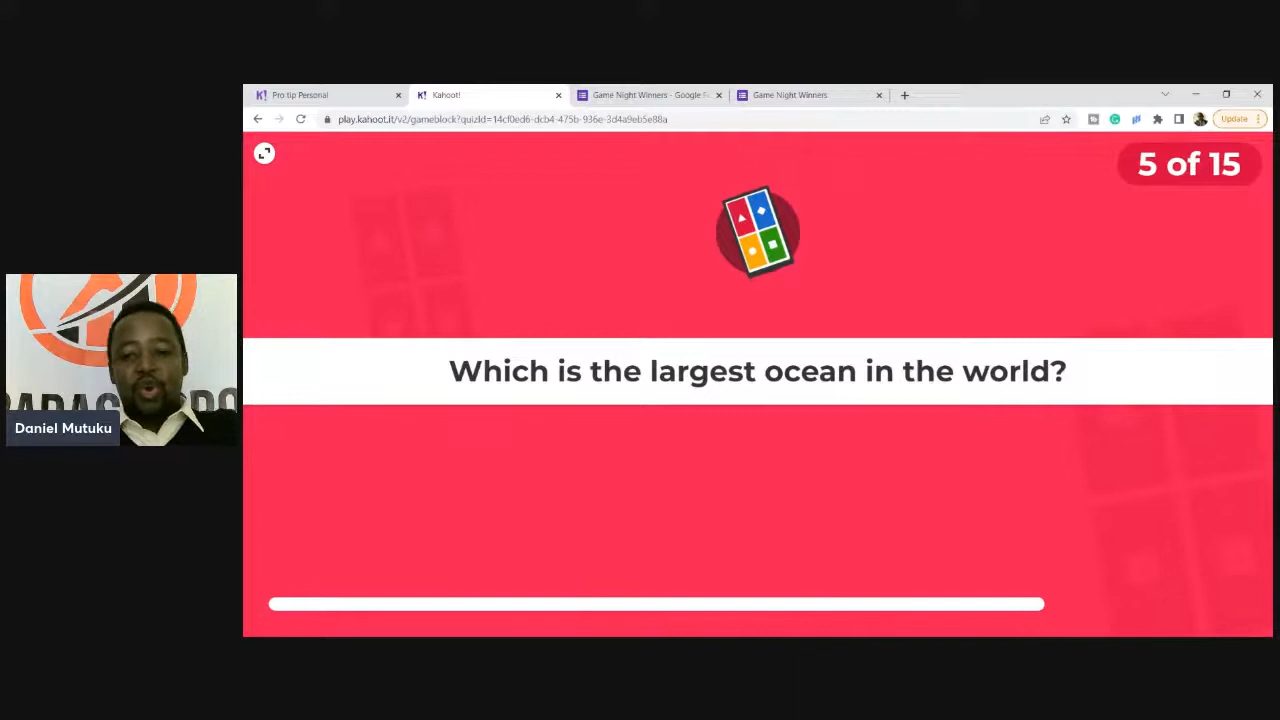 Pro tip Personal
Kahoot!
Game Night Winners - Google F
Game Night Winners
play.kahoot.it/v2/gameblock?quizId=14cf0ed6-dcb4-475b-936e-3d4a9eb5e88a
Update
5 of 15
Which is the largest ocean in the world?
Daniel Mutuku